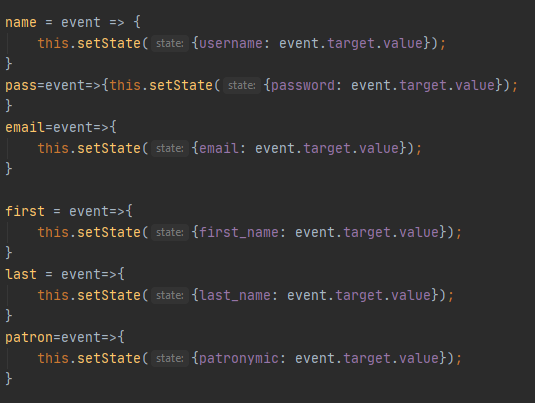 name = event => {
    this.setState( state: {username: event.target.value});
}
pass=event=>{this.setState( state: {password: event.target.value});
}
email=event=>{
    this.setState( state: {email: event.target.value});
}

first = event=>{
    this.setState( state: {first_name: event.target.value});
}
last = event=>{
    this.setState( state: {last_name: event.target.value});
}
patron=event=>{
    this.setState( state: {patronymic: event.target.value});
}